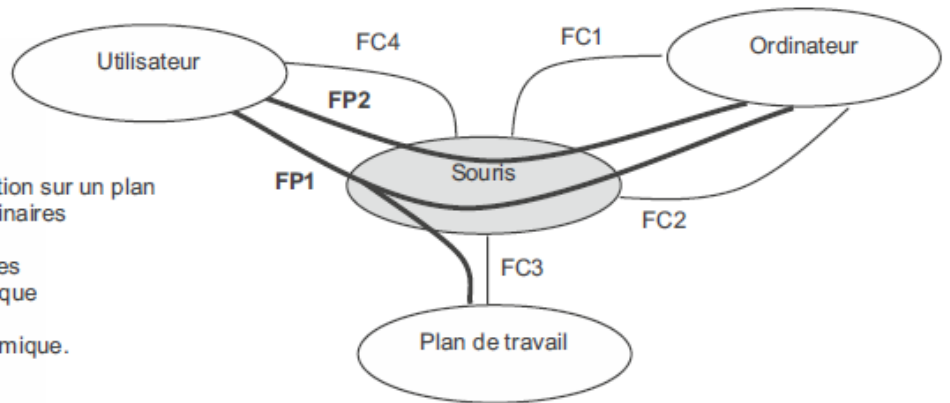 Utilisateur
FC4
FC1
Ordinateur
FP2
FP1
Souris
FC2
FC3
Plan de travail
tion sur un plan
inaires
es
que
mique.